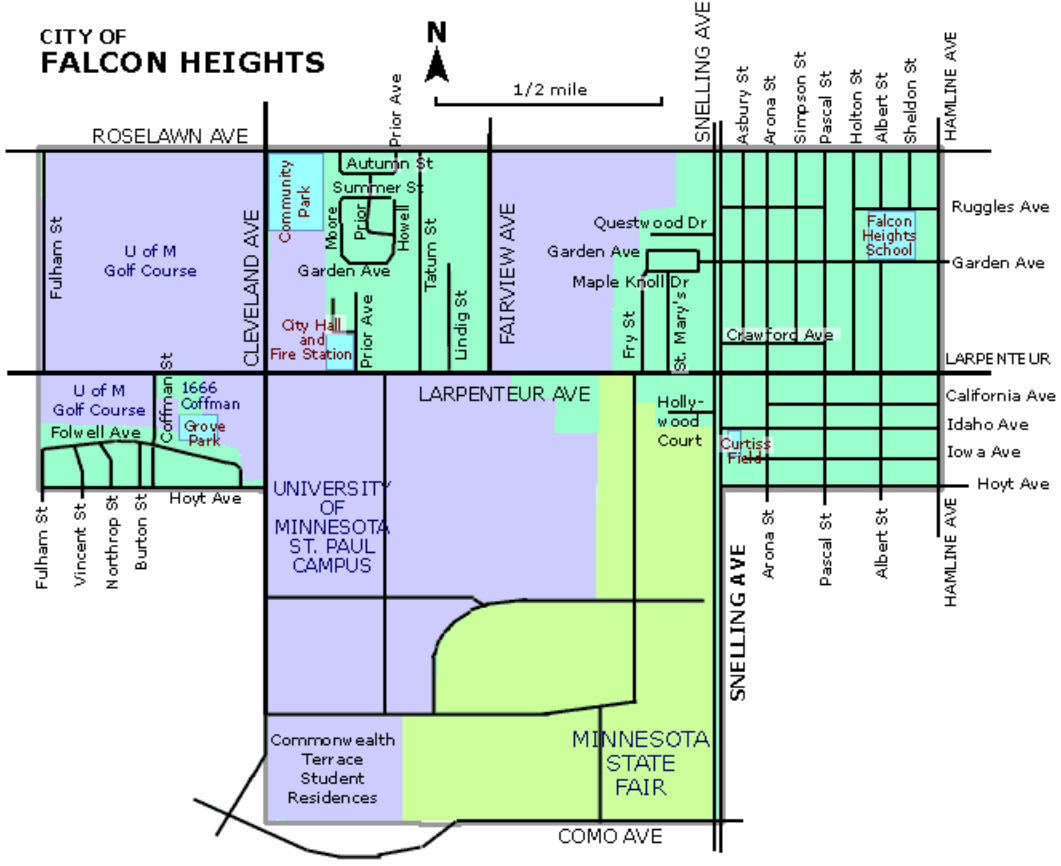 CITY OF
FALCON HEIGHTS
N
1/2 mile
SNELLING AVE
Prior Ave
Asbury St
Arona St
Simpson St
Pascal St
Holton St
Albert St
Sheldon St
HAMLINE AVE
ROSELAWN AVE
Community
Park
Autumn St
Summer St
Moore
Prior
Howell
Garden Ave
Tatum St
Lindig St
FAIRVIEW AVE
Fulham St
U of M
Golf Course
CLEVELAND AVE
City Hall
and
Fire Station
Prior Ave
Questwood Dr
Garden Ave
Maple Knoll Dr
Fry St
St. Mary's
Ruggles Ave
Falcon
Heights
School
Garden Ave
Crawford Ave
LARPENTEUR
LARPENTEUR AVE
U of M
Golf Course
Coffman St
1666
Coffman
Grove
Park
Folwell Ave
Hoyt Ave
Holly-
wood
Court
Curtiss
Field
California Ave
Idaho Ave
Iowa Ave
Hoyt Ave
Fulham St
Vincent St
Northrop St
Burton St
UNIVERSITY
OF
MINNESOTA
ST. PAUL
CAMPUS
SNELLING AVE
Arona St
Pascal St
Albert St
HAMLINE AVE
Commonwealth
Terrace
Student
Residences
MINNESOTA
STATE
FAIR
COMO AVE